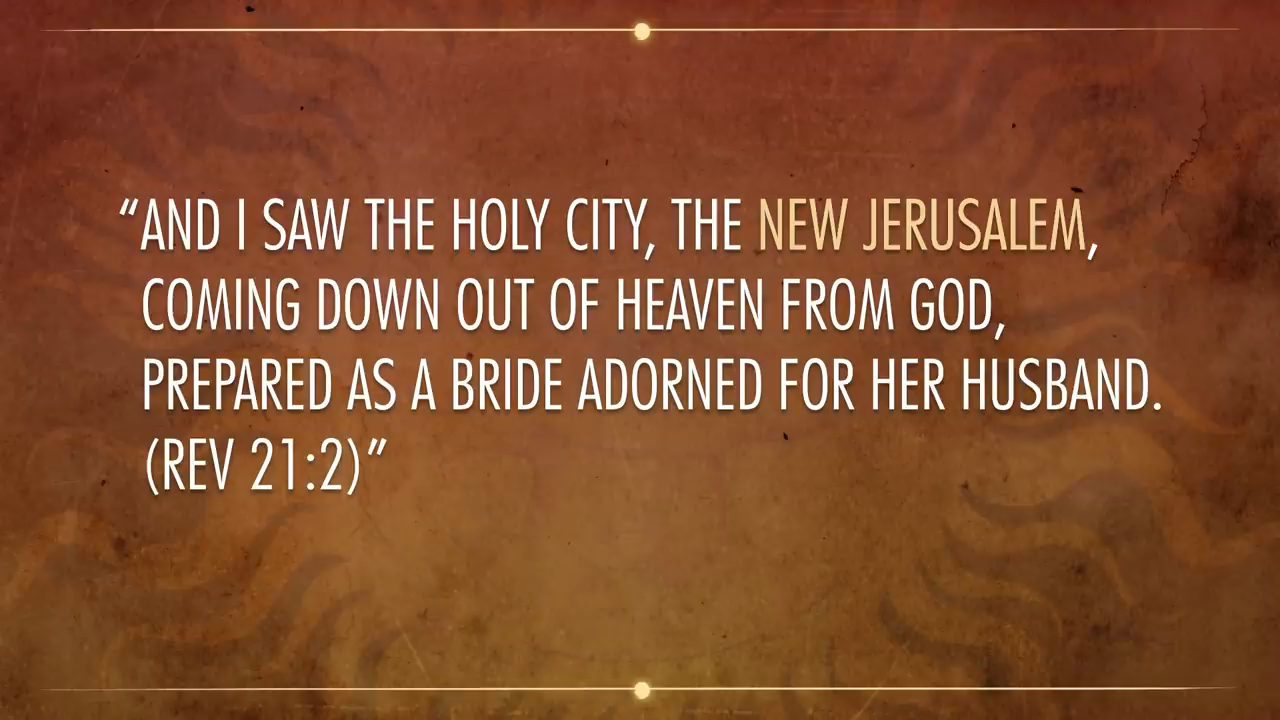 “AND I SAW THE HOLY CITY, THE NEW JERUSALEM,
COMING DOWN OUT OF HEAVEN FROM GOD,
PREPARED AS A BRIDE ADORNED FOR HER HUSBAND.
(REV 21:2)”